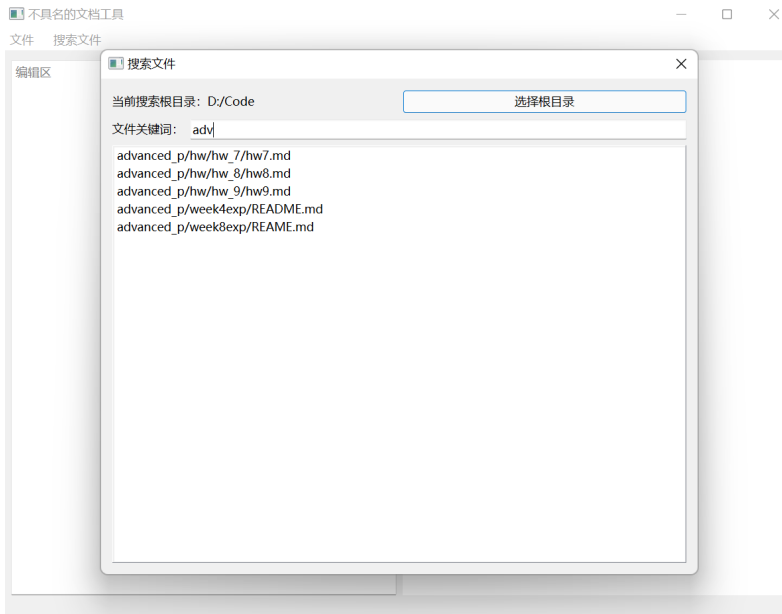 不具名的文档工具
文件 搜索文件
编辑区
搜索文件
当前搜索根目录：D:/Code 选择根目录
文件关键词： adv
advanced_p/hw/hw_7/hw7.md
advanced_p/hw/hw_8/hw8.md
advanced_p/hw/hw_9/hw9.md
advanced_p/week4exp/README.md
advanced_p/week8exp/REAME.md